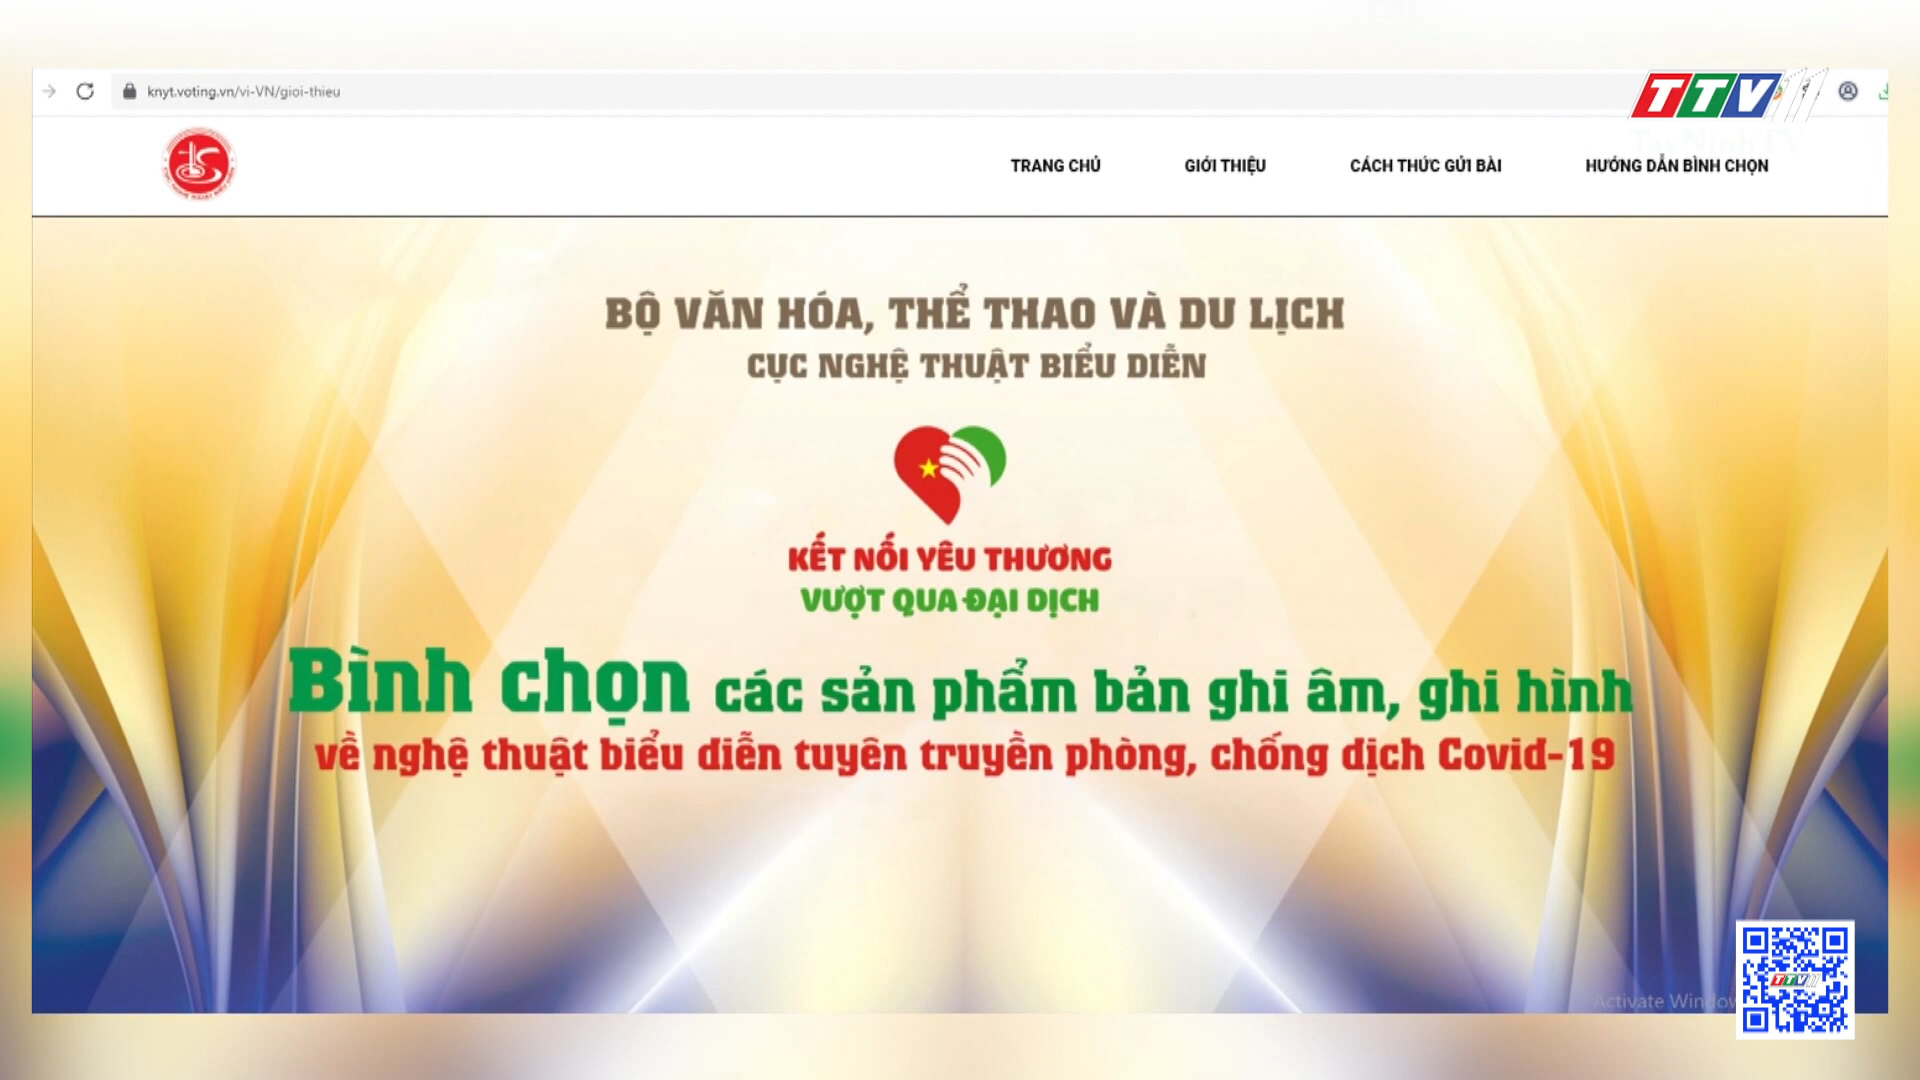 knyt.voting.vn/vi-VN/gioi-thieu
TTV11
TRANG CHỦ
GIỚI THIỆU
CÁCH THỨC GỬI BÀI
HƯỚNG DẪN BÌNH CHỌN
BỘ VĂN HÓA, THỂ THAO VÀ DU LỊCH
CỤC NGHỆ THUẬT BIỂU DIỄN
KẾT NỐI YÊU THƯƠNG
VƯỢT QUA ĐẠI DỊCH
Bình chọn các sản phẩm bản ghi âm, ghi hình
về nghệ thuật biểu diễn tuyên truyền phòng, chống dịch Covid-19
Activate Window
TTV11